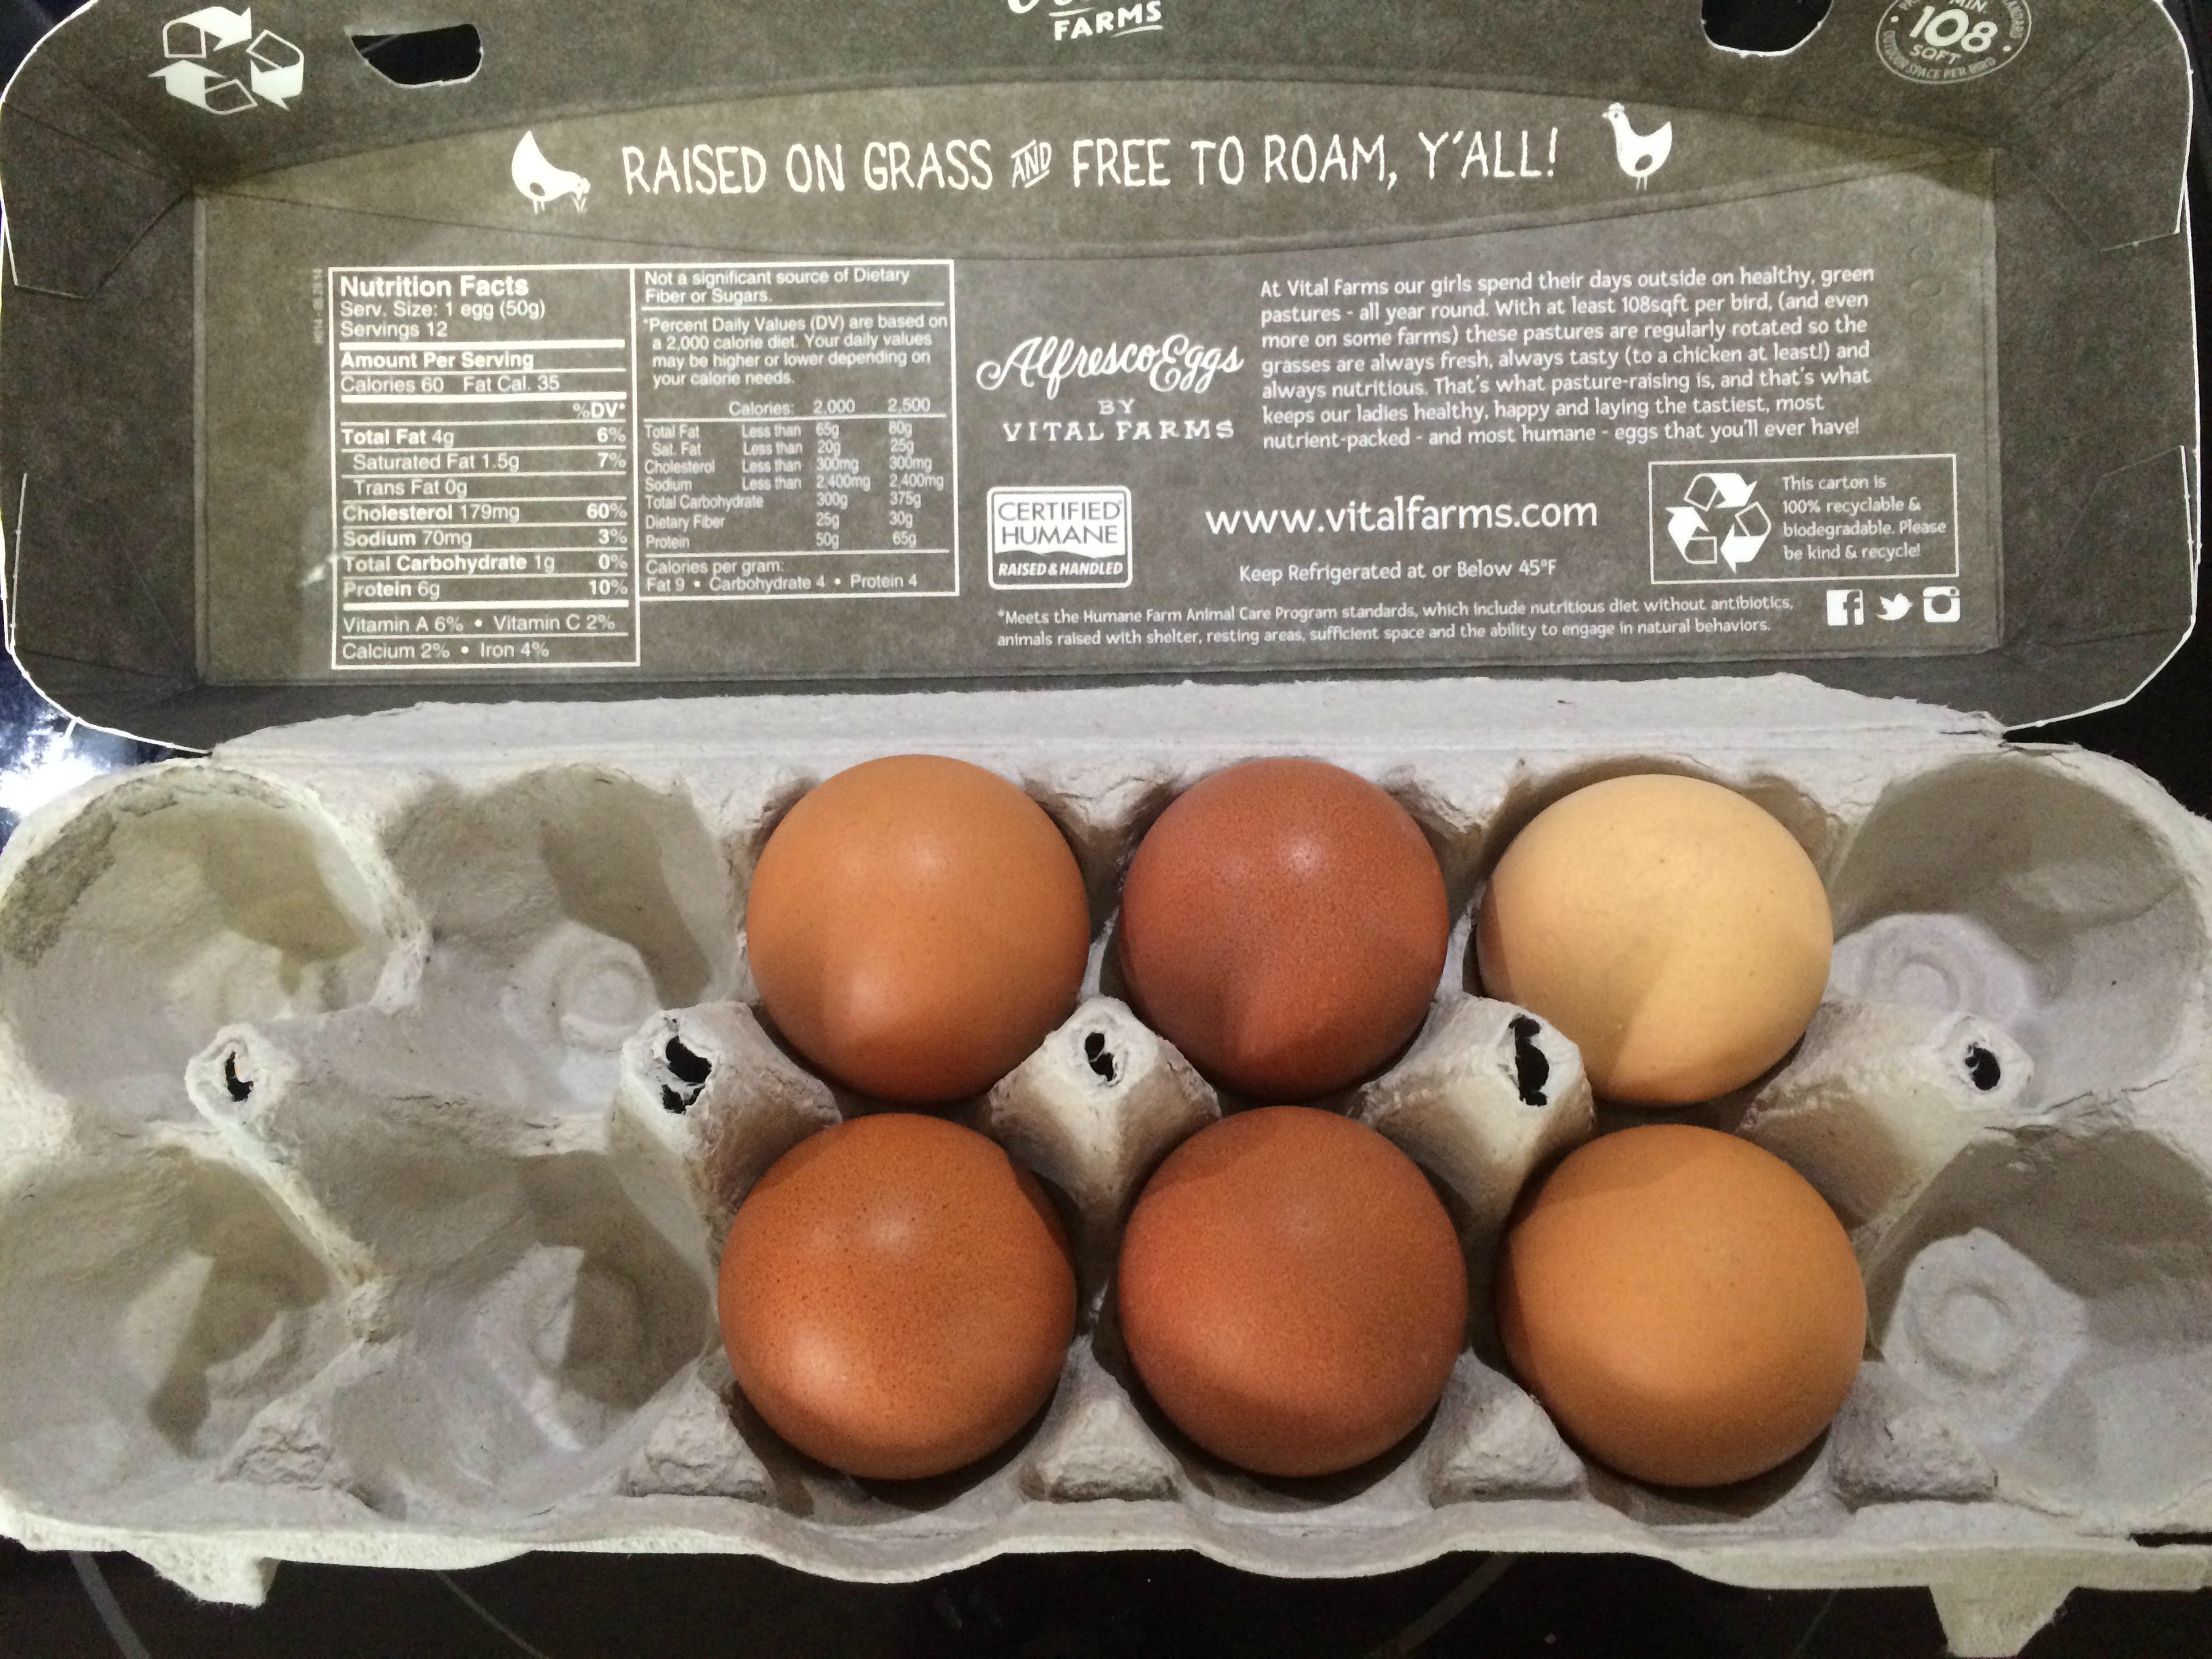 FARMS
MIN.
108
SQFT
OUTDOOR SPACE PER BIRD
RAISED ON GRASS AND FREE TO ROAM, Y'ALL!
Nutrition Facts
Serv. Size: 1 egg (50g)
Servings 12
Amount Per Serving
Calories 60 Fat Cal. 35
%DV*
Total Fat 4g 6%
Saturated Fat 1.5g 7%
Trans Fat 0g
Cholesterol 179mg 60%
Sodium 70mg 3%
Total Carbohydrate 1g 0%
Protein 6g 10%
Vitamin A 6% • Vitamin C 2%
Calcium 2% • Iron 4%
Not a significant source of Dietary
Fiber or Sugars.
*Percent Daily Values (DV) are based on
a 2,000 calorie diet. Your daily values
may be higher or lower depending on
your calorie needs.
Calories: 2,000 2,500
Total Fat Less than 65g 80g
Sat. Fat Less than 20g 25g
Cholesterol Less than 300mg 300mg
Sodium Less than 2,400mg 2,400mg
Total Carbohydrate 300g 375g
Dietary Fiber 25g 30g
Protein 50g 65g
Calories per gram:
Fat 9 • Carbohydrate 4 • Protein 4
Alfresco Eggs
BY
VITAL FARMS
At Vital Farms our girls spend their days outside on healthy, green
pastures - all year round. With at least 108sqft per bird, (and even
more on some farms) these pastures are regularly rotated so the
grasses are always fresh, always tasty (to a chicken at least!) and
always nutritious. That's what pasture-raising is, and that's what
keeps our ladies healthy, happy and laying the tastiest, most
nutrient-packed - and most humane - eggs that you'll ever have!
CERTIFIED
HUMANE
RAISED & HANDLED
www.vitalfarms.com
Keep Refrigerated at or Below 45°F
This carton is
100% recyclable &
biodegradable. Please
be kind & recycle!
*Meets the Humane Farm Animal Care Program standards, which include nutritious diet without antibiotics,
animals raised with shelter, resting areas, sufficient space and the ability to engage in natural behaviors.